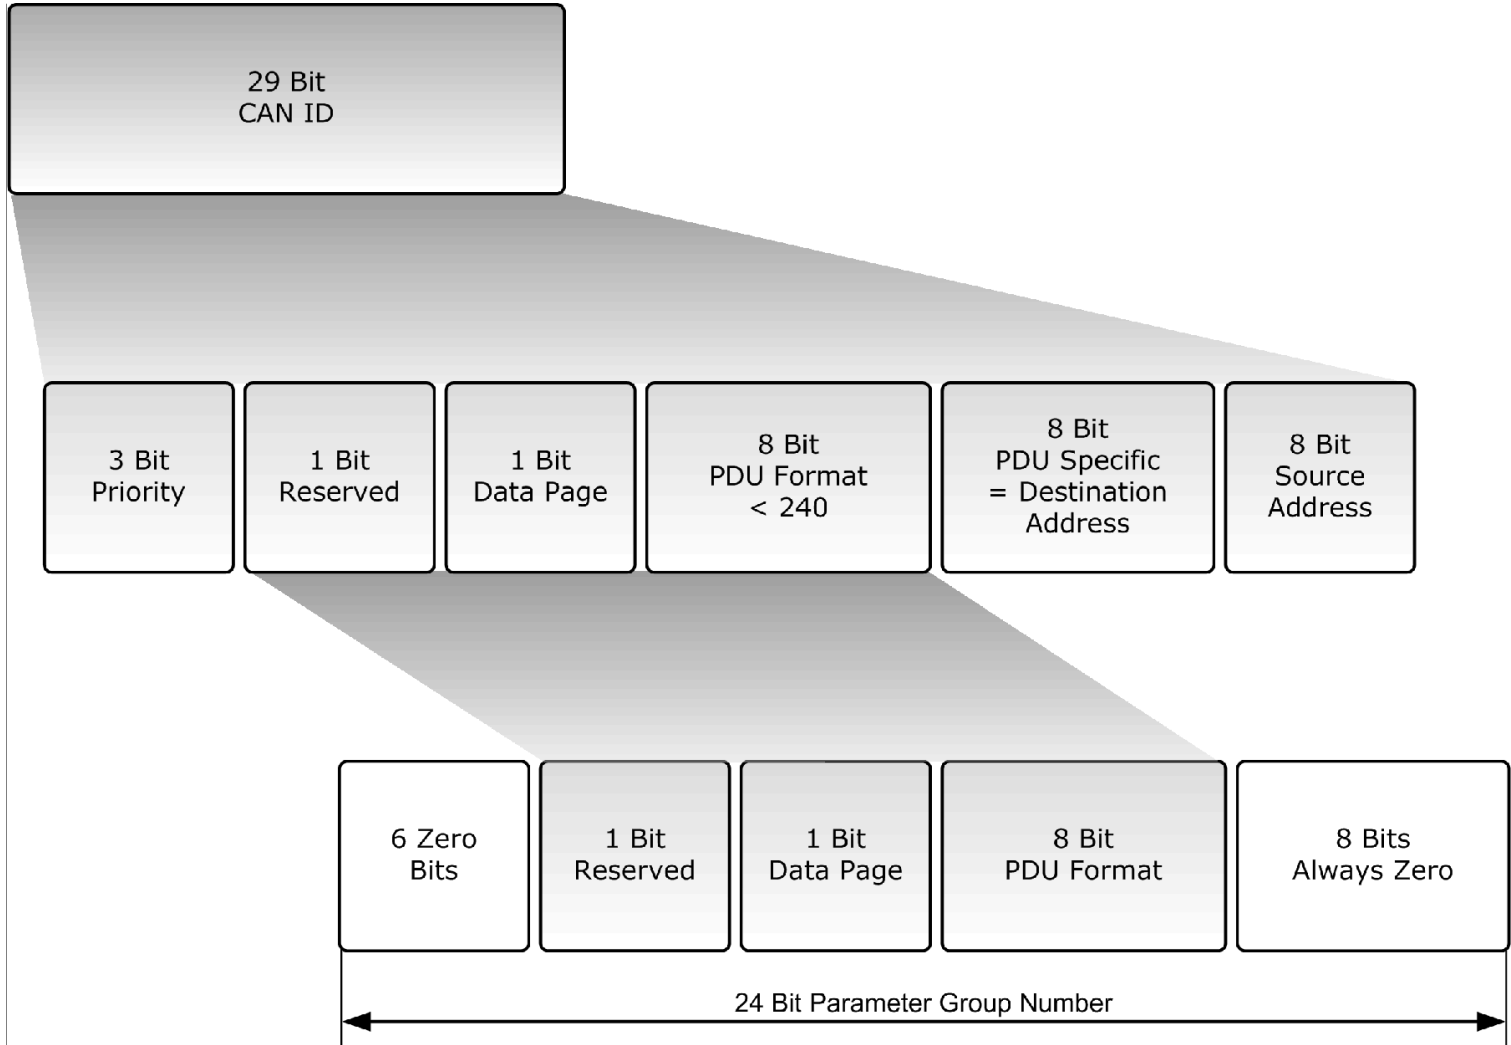 29 Bit
CAN ID
3 Bit
Priority
1 Bit
Reserved
1 Bit
Data Page
8 Bit
PDU Format
< 240
8 Bit
PDU Specific
= Destination
Address
8 Bit
Source
Address
6 Zero
Bits
1 Bit
Reserved
1 Bit
Data Page
8 Bit
PDU Format
8 Bits
Always Zero
24 Bit Parameter Group Number